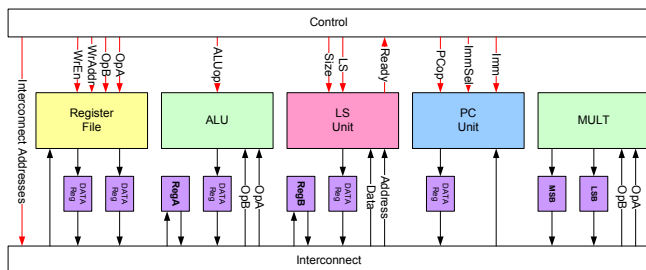 Control
Interconnect Addresses
WrEn
WrAddr
OpB
OpA
ALUop
Size
LS
Ready
PCop
ImmSel
Imm
Register
File
ALU
LS
Unit
PC
Unit
MULT
DATA
Reg
DATA
Reg
RegA
DATA
Reg
OpB
OpA
RegB
DATA
Reg
Data
Address
DATA
Reg
MSB
LSB
OpB
OpA
Interconnect